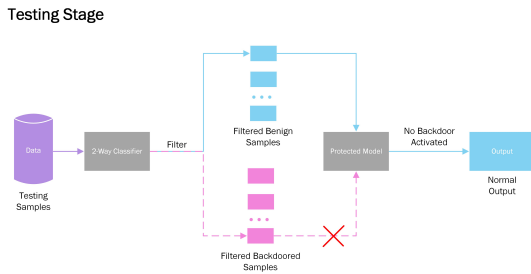 Testing Stage
Filtered Benign
Samples
Data
2-Way Classifier
Filter
Protected Model
No Backdoor
Activated
Output
Testing
Samples
Normal
Output
Filtered Backdoored
Samples